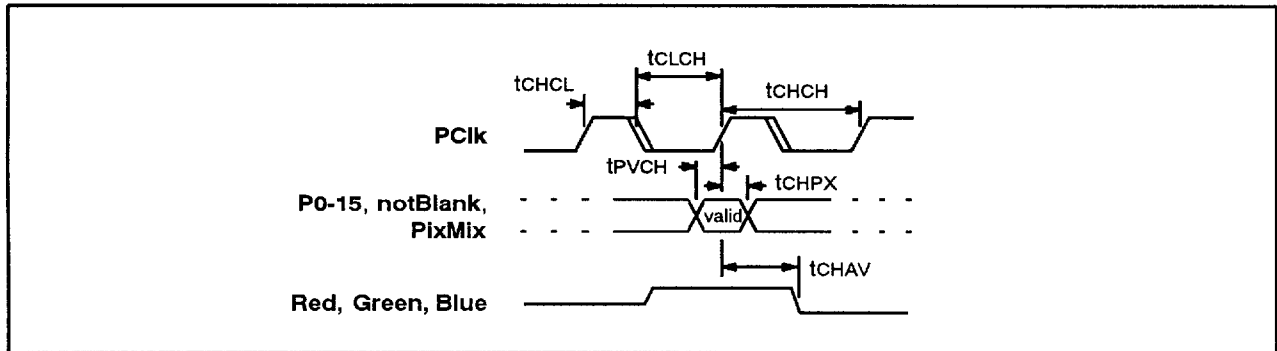 tCLCH
tCHCL
tCHCH
PClk
tPVCH
tCHPX
P0-15, notBlank,
PixMix
valid
tCHAV
Red, Green, Blue